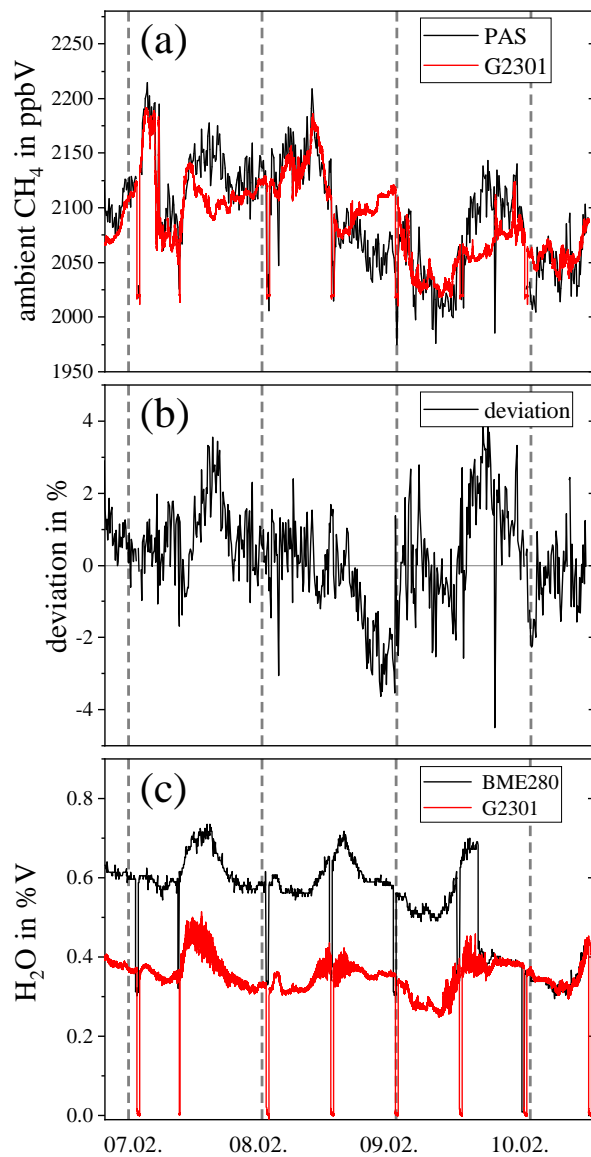 (a)
PAS
G2301
2250
2200
2150
2100
2050
2000
1950
ambient CH₄ in ppbV
(b)
deviation
4
2
0
-2
-4
deviation in %
(c)
BME280
G2301
0.8
0.6
0.4
0.2
0.0
H₂O in %V
07.02.
08.02.
09.02.
10.02.